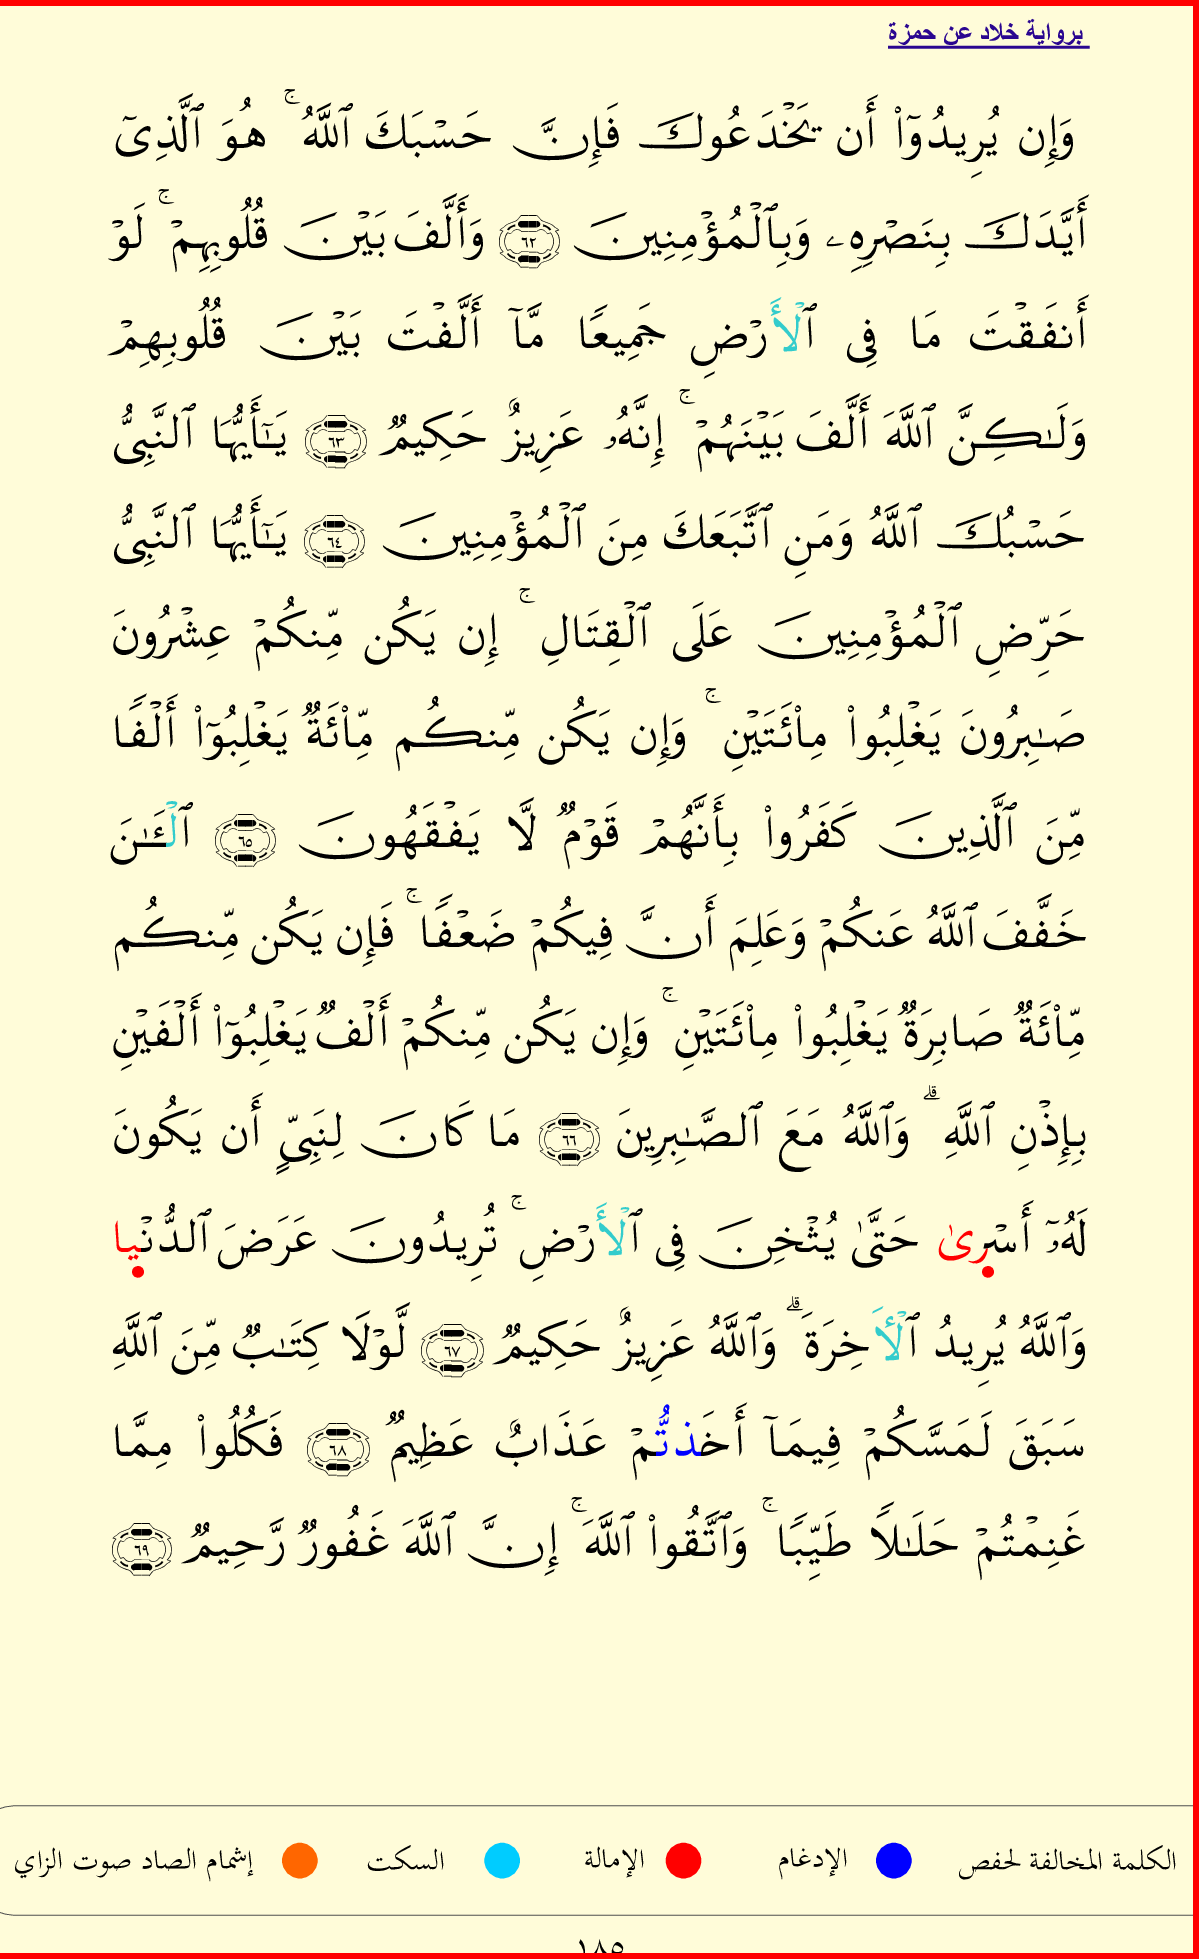 برواية خلاد عن حمزة
وَإِن يُرِيدُوٓا۟ أَن يَخْدَعُوكَ فَإِنَّ حَسْبَكَ ٱللَّهُ ۚ هُوَ ٱلَّذِىٓ
أَيَّدَكَ بِنَصْرِهِۦ وَبِٱلْمُؤْمِنِينَ ٦٢ وَأَلَّفَ بَيْنَ قُلُوبِهِمْ ۚ لَوْ
أَنفَقْتَ مَا فِى ٱلْأَرْضِ جَمِيعًا مَّآ أَلَّفْتَ بَيْنَ قُلُوبِهِمْ
وَلَـٰكِنَّ ٱللَّهَ أَلَّفَ بَيْنَهُمْ ۚ إِنَّهُۥ عَزِيزٌ حَكِيمٌ ٦٣ يَـٰٓأَيُّهَا ٱلنَّبِىُّ
حَسْبُكَ ٱللَّهُ وَمَنِ ٱتَّبَعَكَ مِنَ ٱلْمُؤْمِنِينَ ٦٤ يَـٰٓأَيُّهَا ٱلنَّبِىُّ
حَرِّضِ ٱلْمُؤْمِنِينَ عَلَى ٱلْقِتَالِ ۚ إِن يَكُن مِّنكُمْ عِشْرُونَ
صَـٰبِرُونَ يَغْلِبُوا۟ مِا۟ئَتَيْنِ ۚ وَإِن يَكُن مِّنكُم مِّا۟ئَةٌ يَغْلِبُوٓا۟ أَلْفًا
مِّنَ ٱلَّذِينَ كَفَرُوا۟ بِأَنَّهُمْ قَوْمٌ لَّا يَفْقَهُونَ ٦٥ ٱلْـَٔـٰنَ
خَفَّفَ ٱللَّهُ عَنكُمْ وَعَلِمَ أَنَّ فِيكُمْ ضَعْفًا ۚ فَإِن يَكُن مِّنكُم
مِّا۟ئَةٌ صَابِرَةٌ يَغْلِبُوا۟ مِا۟ئَتَيْنِ ۚ وَإِن يَكُن مِّنكُمْ أَلْفٌ يَغْلِبُوٓا۟ أَلْفَيْنِ
بِإِذْنِ ٱللَّهِ ۗ وَٱللَّهُ مَعَ ٱلصَّـٰبِرِينَ ٦٦ مَا كَانَ لِنَبِىٍّ أَن يَكُونَ
لَهُۥٓ أَسْرِىٰ حَتَّىٰ يُثْخِنَ فِى ٱلْأَرْضِ ۚ تُرِيدُونَ عَرَضَ ٱلدُّنْيا
وَٱللَّهُ يُرِيدُ ٱلْأَخِرَةَ ۗ وَٱللَّهُ عَزِيزٌ حَكِيمٌ ٦٧ لَّوْلَا كِتَـٰبٌ مِّنَ ٱللَّهِ
سَبَقَ لَمَسَّكُمْ فِيمَآ أَخَذتُّمْ عَذَابٌ عَظِيمٌ ٦٨ فَكُلُوا۟ مِمَّا
غَنِمْتُمْ حَلَـٰلًا طَيِّبًا ۚ وَٱتَّقُوا۟ ٱللَّهَ ۚ إِنَّ ٱللَّهَ غَفُورٌ رَّحِيمٌ ٦٩
الكلمة المخالفة لحفص الإدغام الإمالة السكت إشمام الصاد صوت الزاي
١٨٥